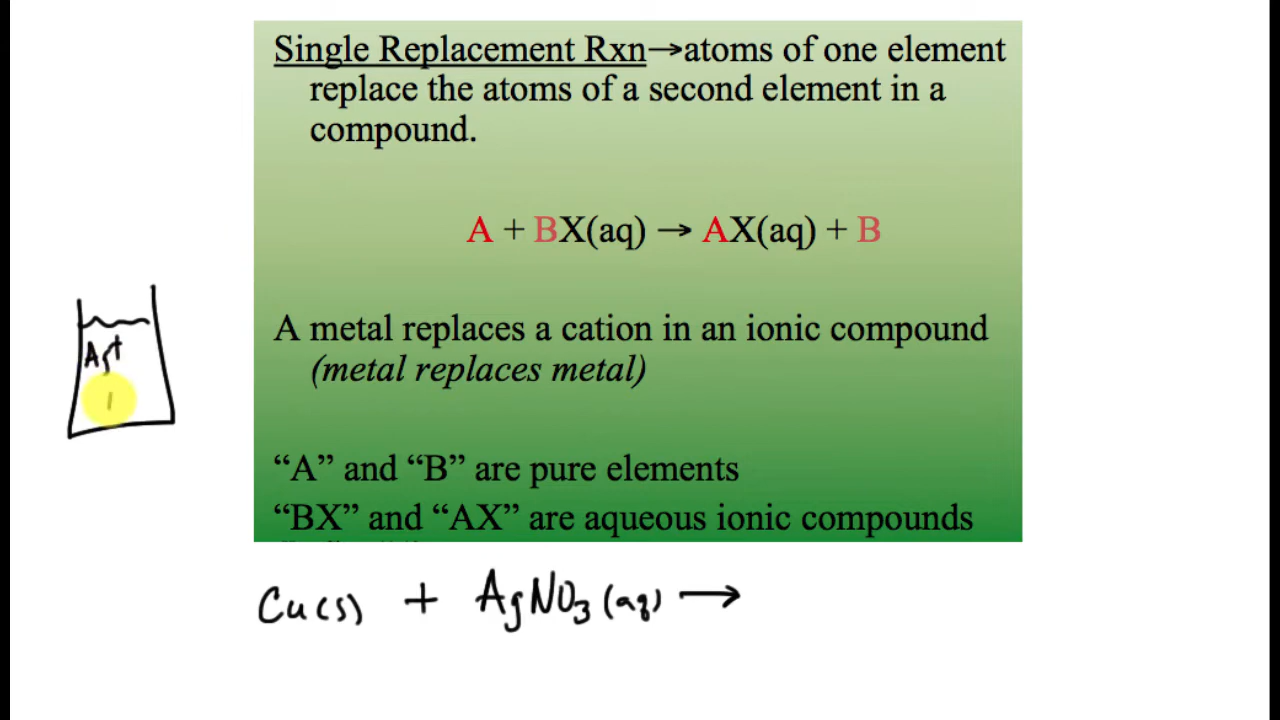 Single Replacement Rxn→atoms of one element
replace the atoms of a second element in a
compound.
A + BX(aq) → AX(aq) + B
A metal replaces a cation in an ionic compound
(metal replaces metal)
Ag+
“A” and “B” are pure elements
“BX” and “AX” are aqueous ionic compounds
Cu(s) + AgNO3(aq) →